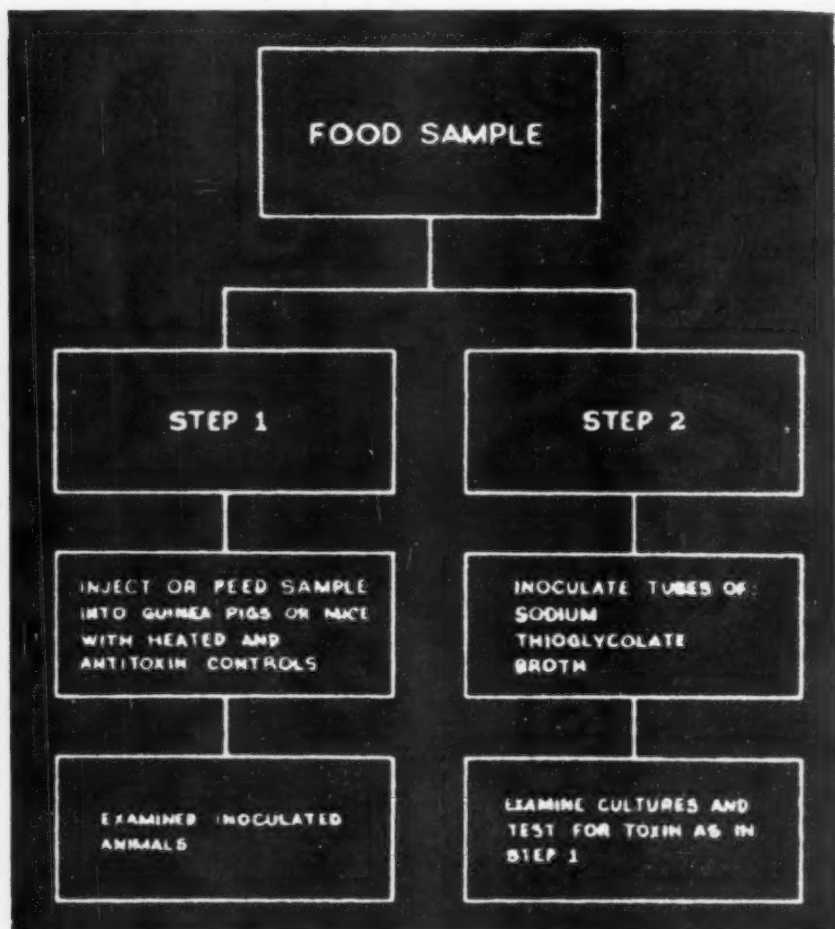 FOOD SAMPLE
STEP 1
STEP 2
INJECT OR FEED SAMPLE
INTO GUINEA PIGS OR MICE
WITH HEATED AND
ANTITOXIN CONTROLS
INOCULATE TUBES OF:
SODIUM
THIOGLYCOLATE
BROTH
EXAMINED INOCULATED
ANIMALS
EXAMINE CULTURES AND
TEST FOR TOXIN AS IN
STEP 1